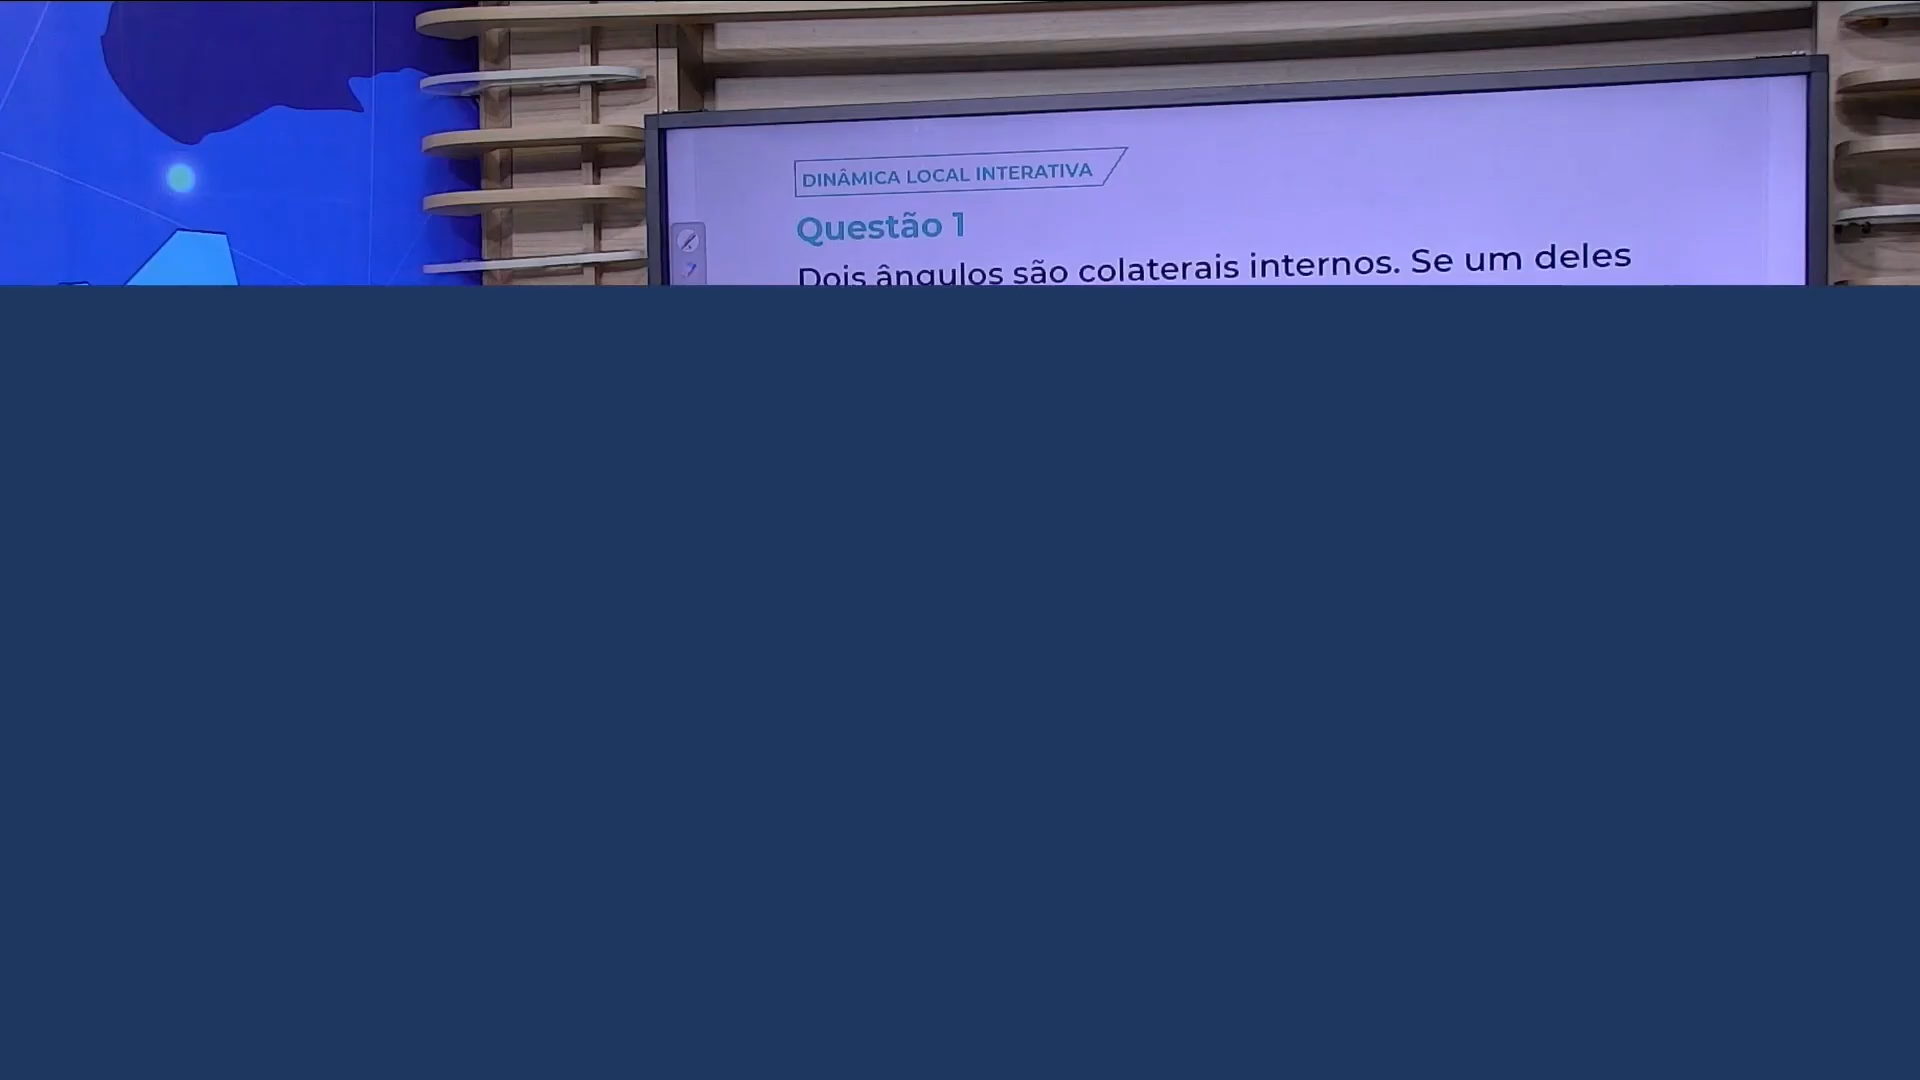 DINÂMICA LOCAL INTERATIVA
Questão 1
Dois ângulos são colaterais internos. Se um deles